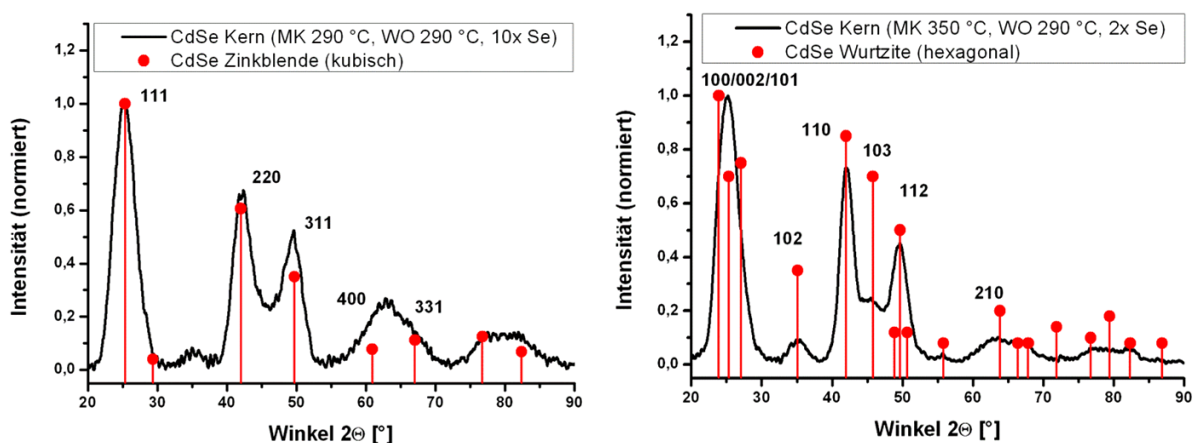 CdSe Kern (MK 290 °C, WO 290 °C, 10x Se)
CdSe Zinkblende (kubisch)
1,2
1,0
0,8
0,6
0,4
0,2
0,0
111
220
311
400
331
20 30 40 50 60 70 80 90
Winkel 2Θ [°]
Intensität (normiert)
CdSe Kern (MK 350 °C, WO 290 °C, 2x Se)
CdSe Wurtzite (hexagonal)
1,2
1,0
0,8
0,6
0,4
0,2
0,0
100/002/101
102
110
103
112
210
20 30 40 50 60 70 80 90
Winkel 2Θ [°]
Intensität (normiert)